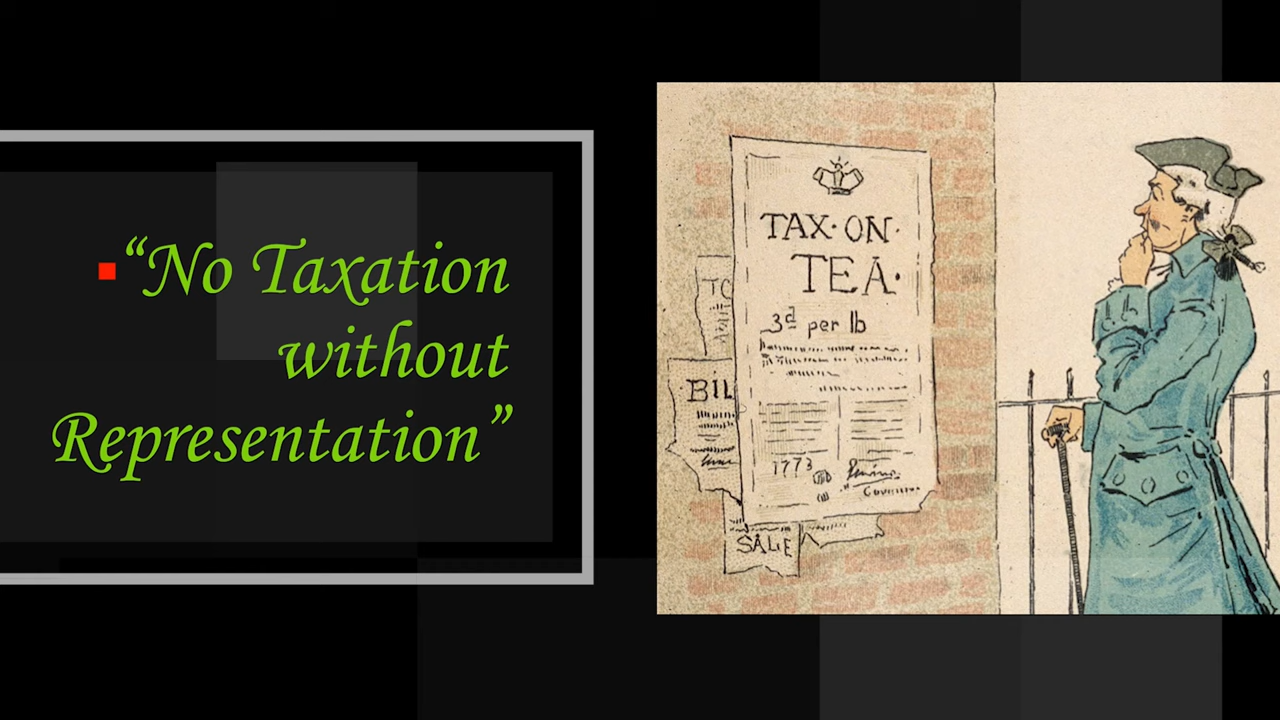 “No Taxation
without
Representation”
TAX·ON·
TEA·
3d per lb
1773
BIL
SALE